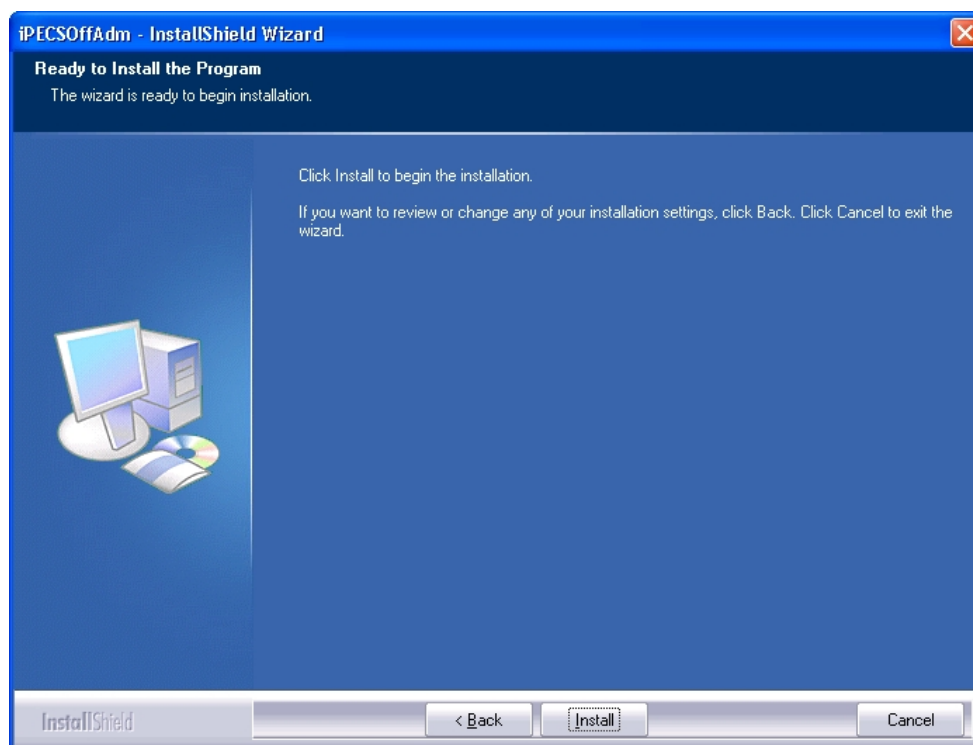 iPECSOffAdm - InstallShield Wizard
Ready to Install the Program
The wizard is ready to begin installation.
Click Install to begin the installation.
If you want to review or change any of your installation settings, click Back. Click Cancel to exit the
wizard.
InstallShield
< Back
Install
Cancel